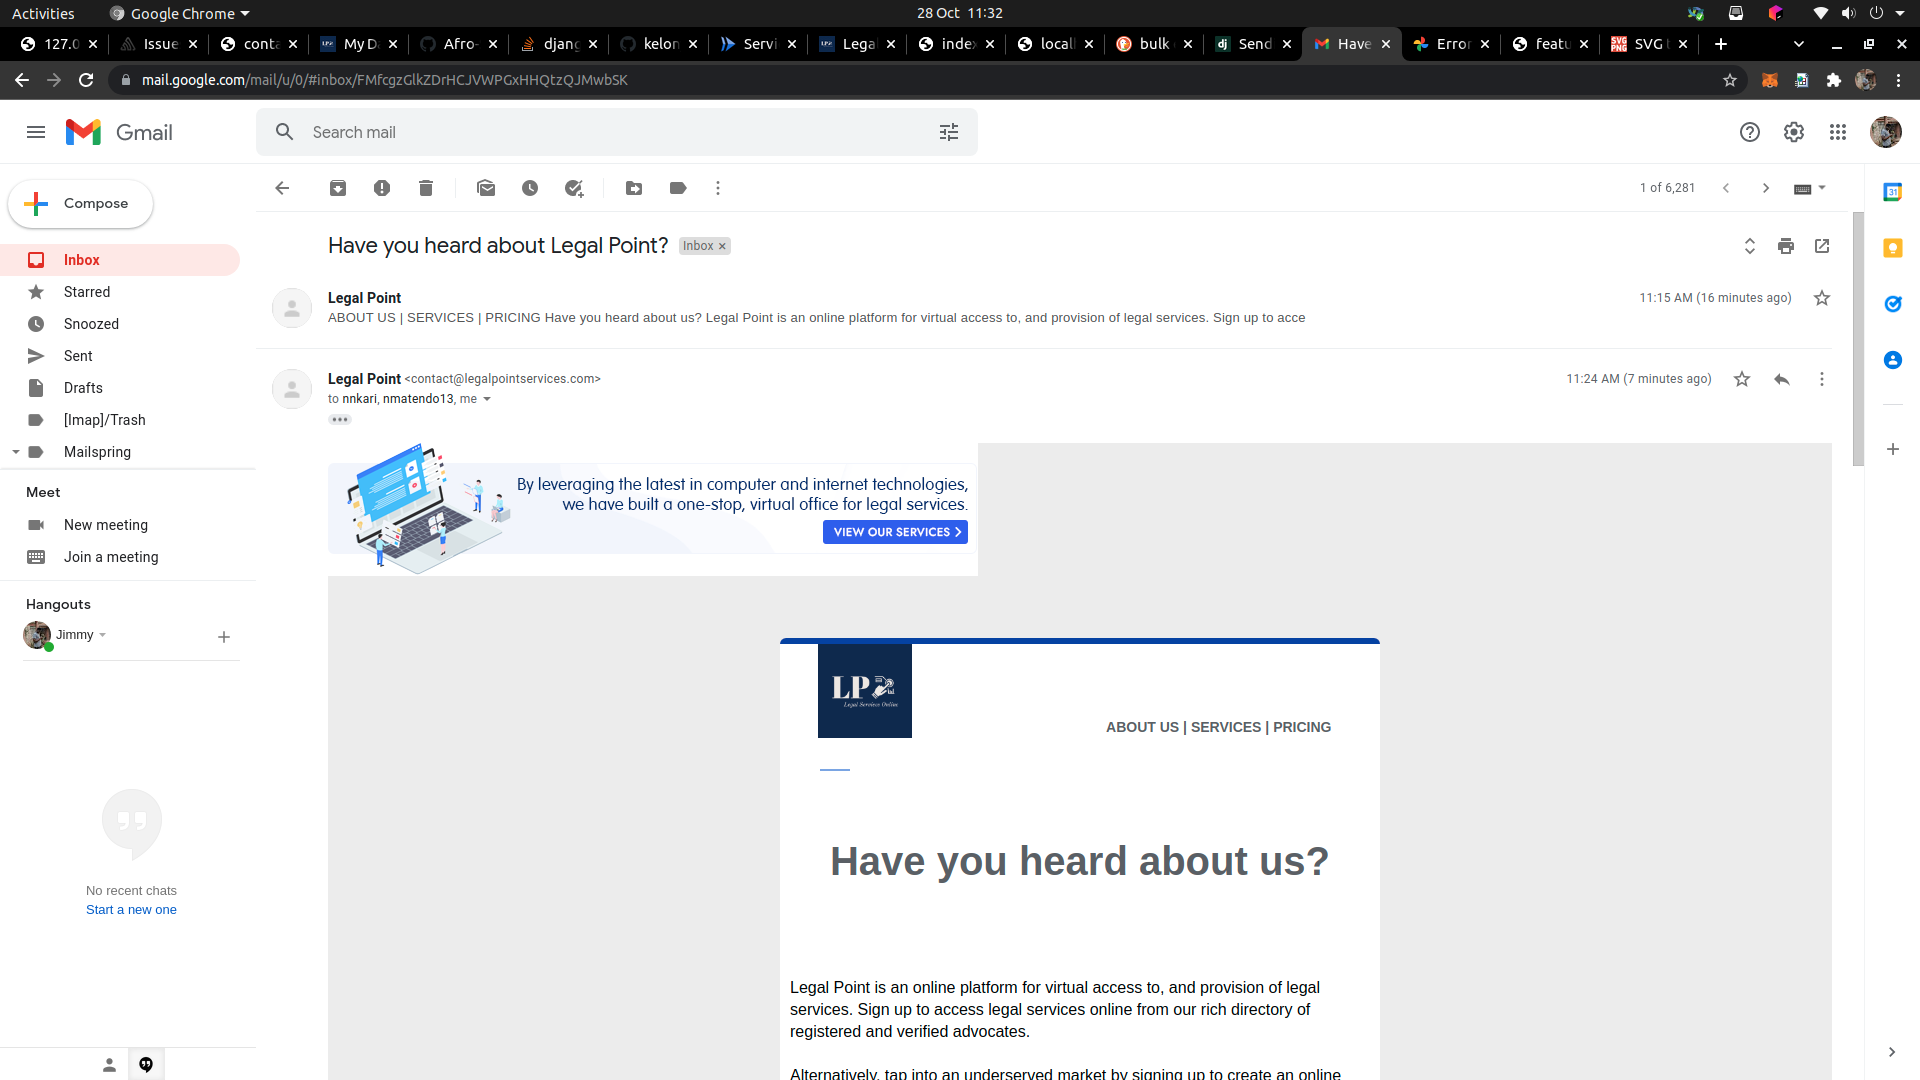 Activities
Google Chrome
28 Oct 11:32
127.0
Issue
conta
My Da
Afro-
djang
kelon
Servi
Legal
index
locall
bulk
Send
Have
Error
featu
SVG
mail.google.com/mail/u/0/#inbox/FMfcgzGlkZDrHCJVWPGxHHQtzQJMwbSK
Gmail
Search mail
Compose
1 of 6,281
Inbox
Starred
Snoozed
Sent
Drafts
[Imap]/Trash
Mailspring
Meet
New meeting
Join a meeting
Hangouts
Jimmy
No recent chats
Start a new one
Have you heard about Legal Point?
Inbox
Legal Point
11:15 AM (16 minutes ago)
ABOUT US | SERVICES | PRICING Have you heard about us? Legal Point is an online platform for virtual access to, and provision of legal services. Sign up to acce
Legal Point <contact@legalpointservices.com>
11:24 AM (7 minutes ago)
to nnkari, nmatendo13, me
By leveraging the latest in computer and internet technologies,
we have built a one-stop, virtual office for legal services.
VIEW OUR SERVICES
LP
Legal Services Online
ABOUT US | SERVICES | PRICING
Have you heard about us?
Legal Point is an online platform for virtual access to, and provision of legal
services. Sign up to access legal services online from our rich directory of
registered and verified advocates.
Alternatively, tap into an underserved market by signing up to create an online